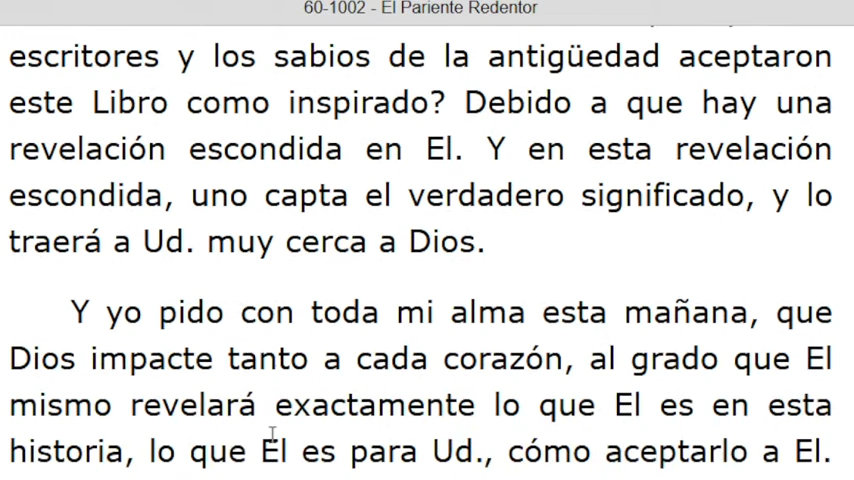 60-1002 - El Pariente Redentor
escritores y los sabios de la antigüedad aceptaron
este Libro como inspirado? Debido a que hay una
revelación escondida en El. Y en esta revelación
escondida, uno capta el verdadero significado, y lo
traerá a Ud. muy cerca a Dios.
Y yo pido con toda mi alma esta mañana, que
Dios impacte tanto a cada corazón, al grado que El
mismo revelará exactamente lo que El es en esta
historia, lo que El es para Ud., cómo aceptarlo a El.